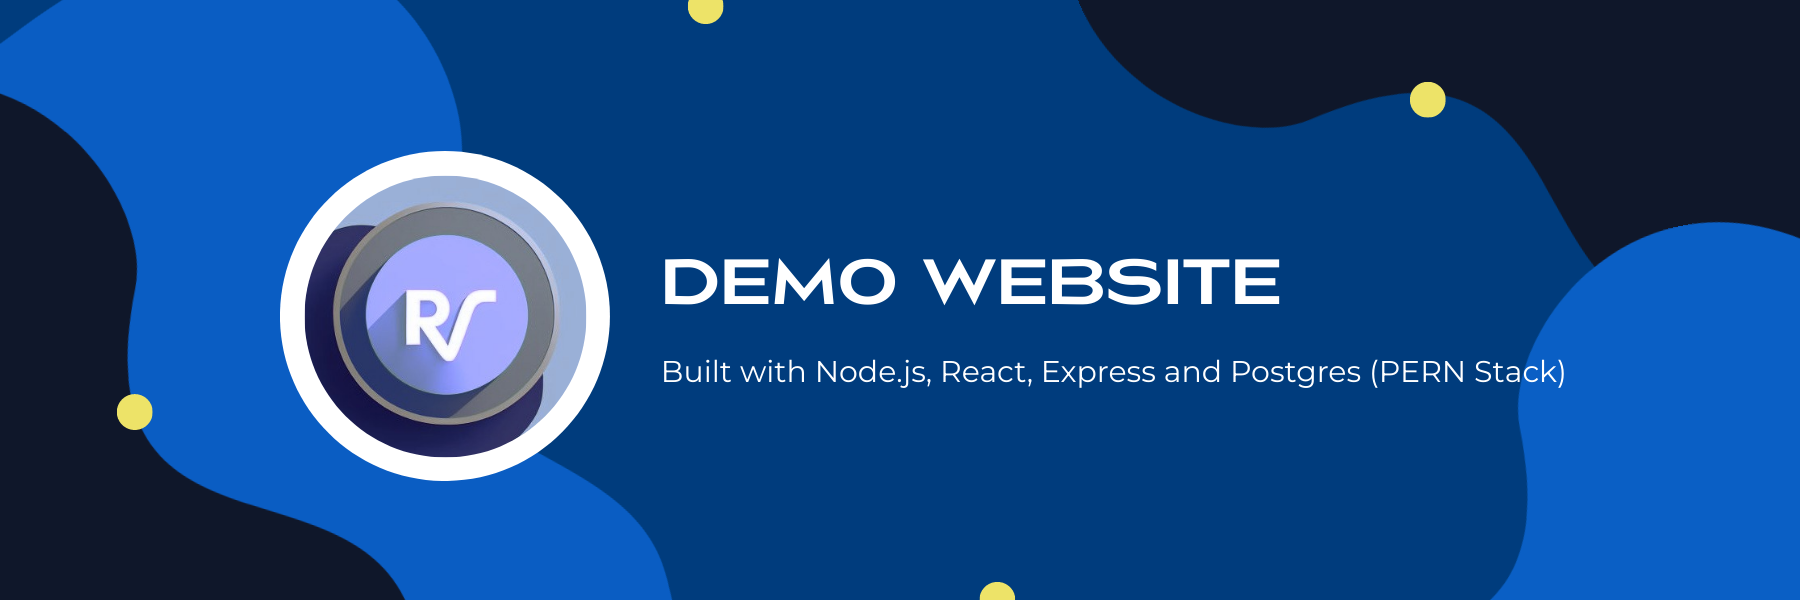 RV
DEMO WEBSITE
Built with Node.js, React, Express and Postgres (PERN Stack)